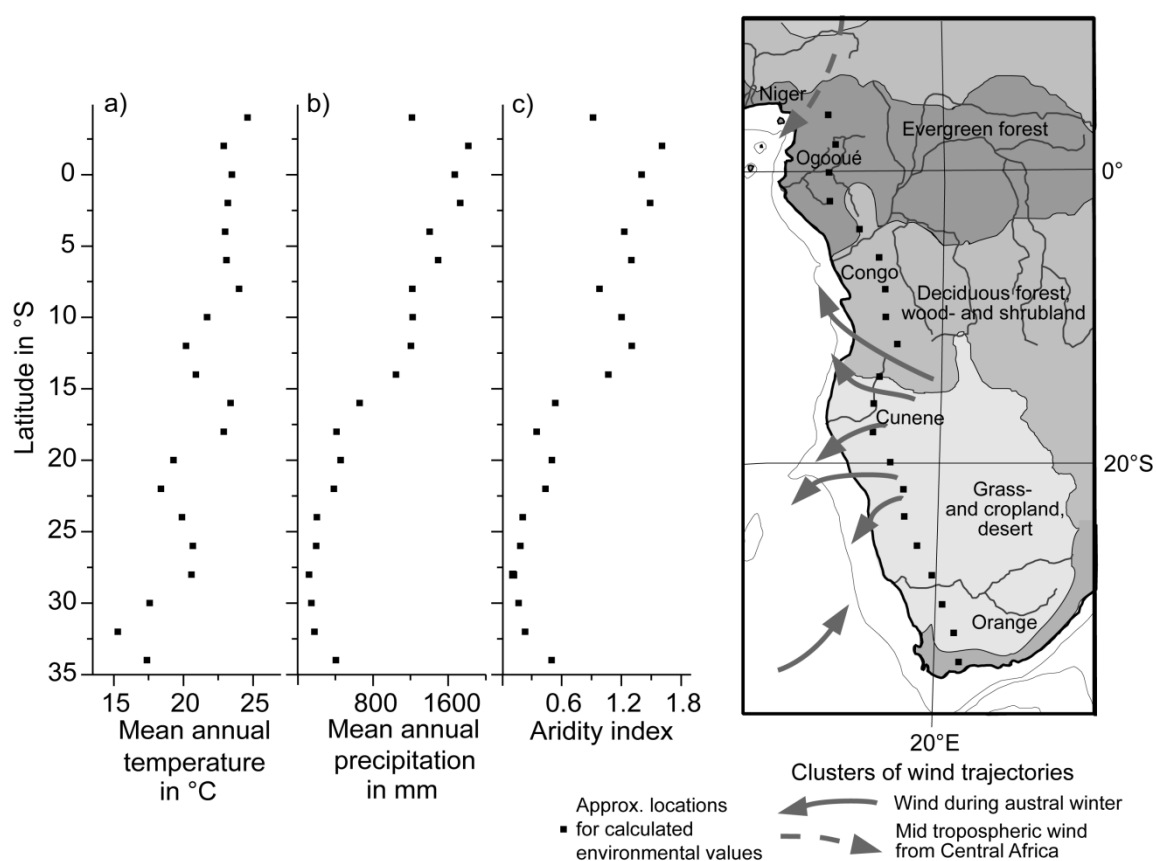 a)
b)
c)
Latitude in °S
0
5
10
15
20
25
30
35
15 20 25
800 1600
0.6 1.2 1.8
Mean annual
temperature
in °C
Mean annual
precipitation
in mm
Aridity index
Niger
Evergreen forest
Ogooué
0°
Congo
Deciduous forest,
wood- and shrubland
Cunene
20°S
Grass-
and cropland,
desert
Orange
20°E
Clusters of wind trajectories
Approx. locations
for calculated
environmental values
Wind during austral winter
Mid tropospheric wind
from Central Africa